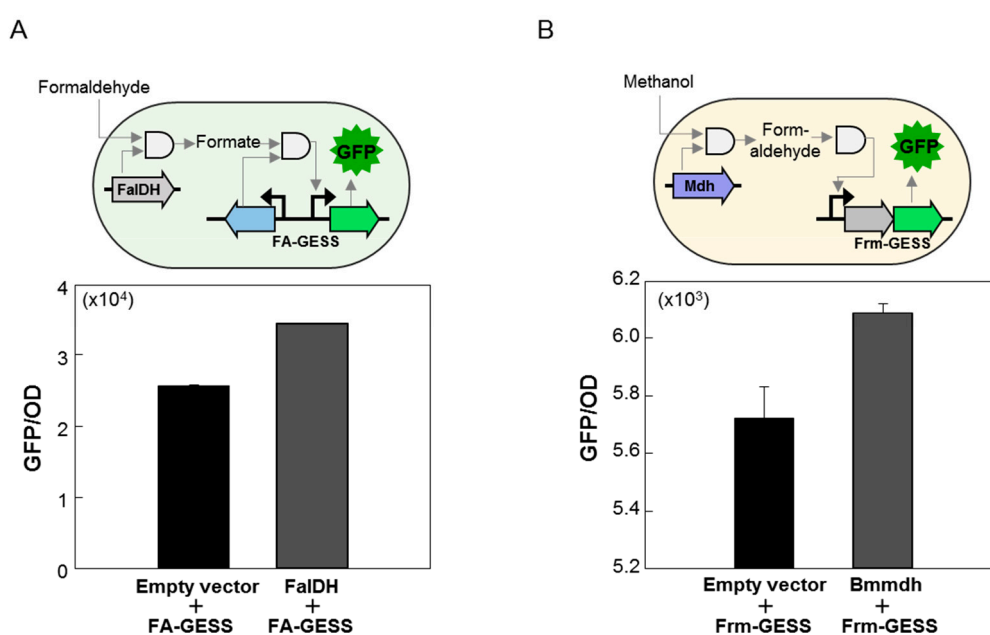 A
Formaldehyde
Formate
GFP
FalDH
FA-GESS
(x10⁴)
4
3
2
1
0
GFP/OD
Empty vector
+
FA-GESS
FalDH
+
FA-GESS
B
Methanol
Form-
aldehyde
GFP
Mdh
Frm-GESS
(x10³)
6.2
6.0
5.8
5.6
5.4
5.2
GFP/OD
Empty vector
+
Frm-GESS
Bmmdh
+
Frm-GESS